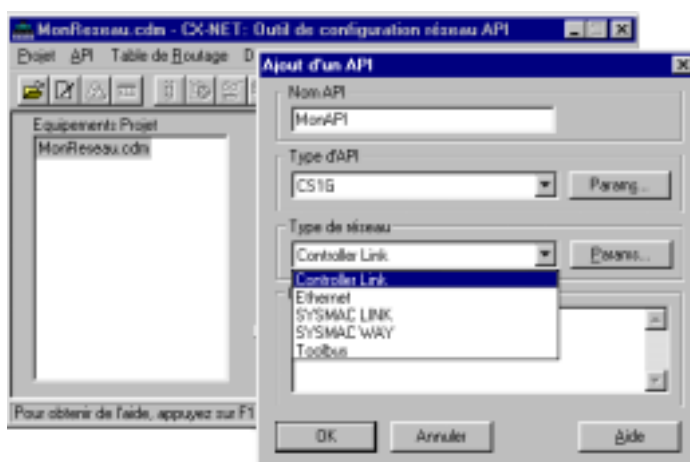 MonReseau.cdm - CX-NET: Outil de configuration réseau API
Projet API Table de Routage D
Equipements Projet
MonReseau.cdm
Pour obtenir de l'aide, appuyez sur F1
Ajout d'un API
Nom API
MonAPI
Type d'API
CS1G
Params...
Type de réseau
Controller Link
Params...
Controller Link
Ethernet
SYSMAC LINK
SYSMAC WAY
Toolbus
OK
Annuler
Aide